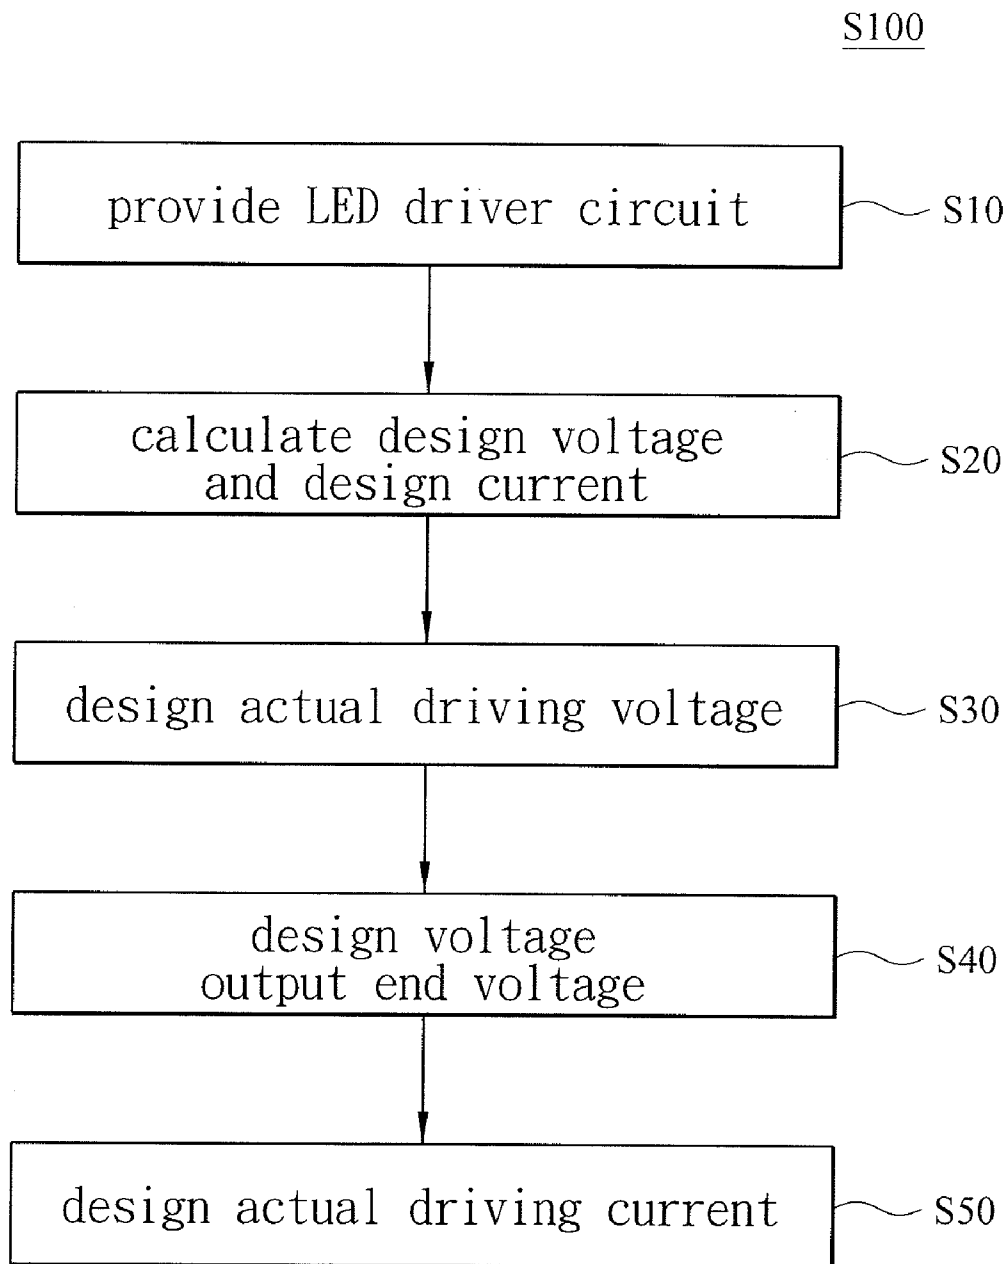 S100
provide LED driver circuit
S10
calculate design voltage
and design current
S20
design actual driving voltage
S30
design voltage
output end voltage
S40
design actual driving current
S50